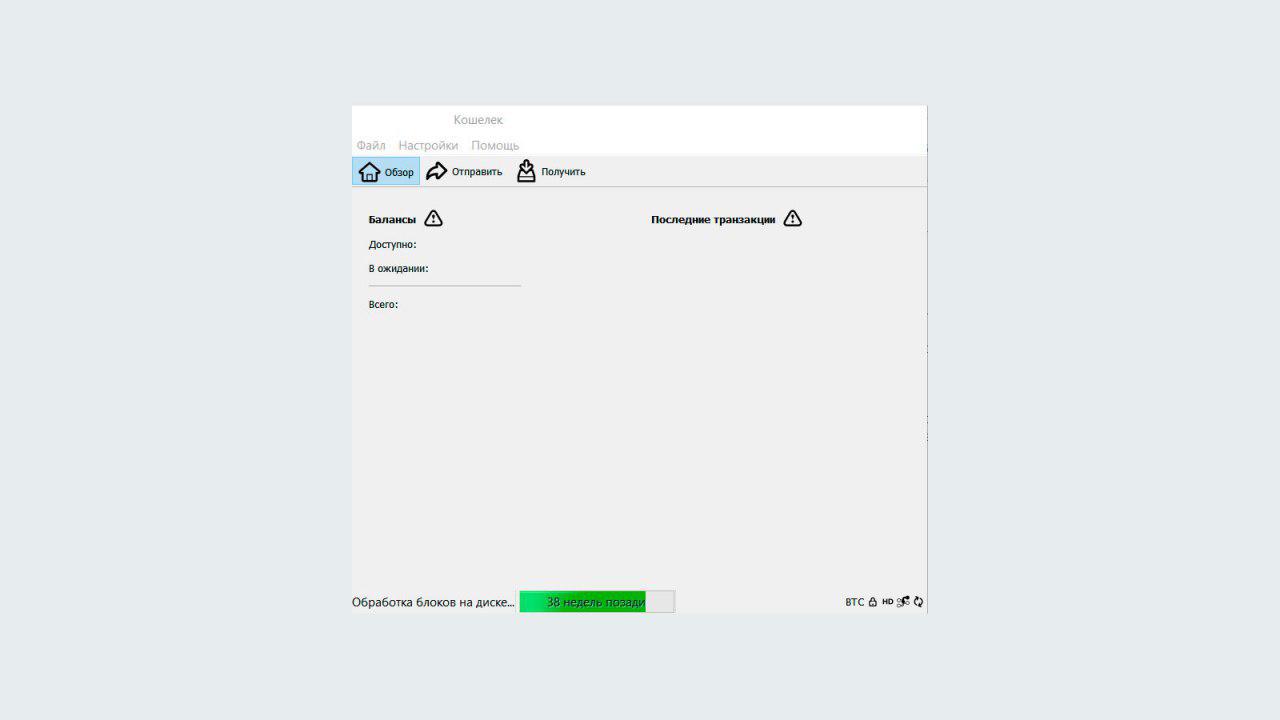 Кошелек
Файл Настройки Помощь
Обзор Отправить Получить
Балансы Последние транзакции
Доступно:
В ожидании:
Всего:
Обработка блоков на диске... 38 недель позади BTC HD